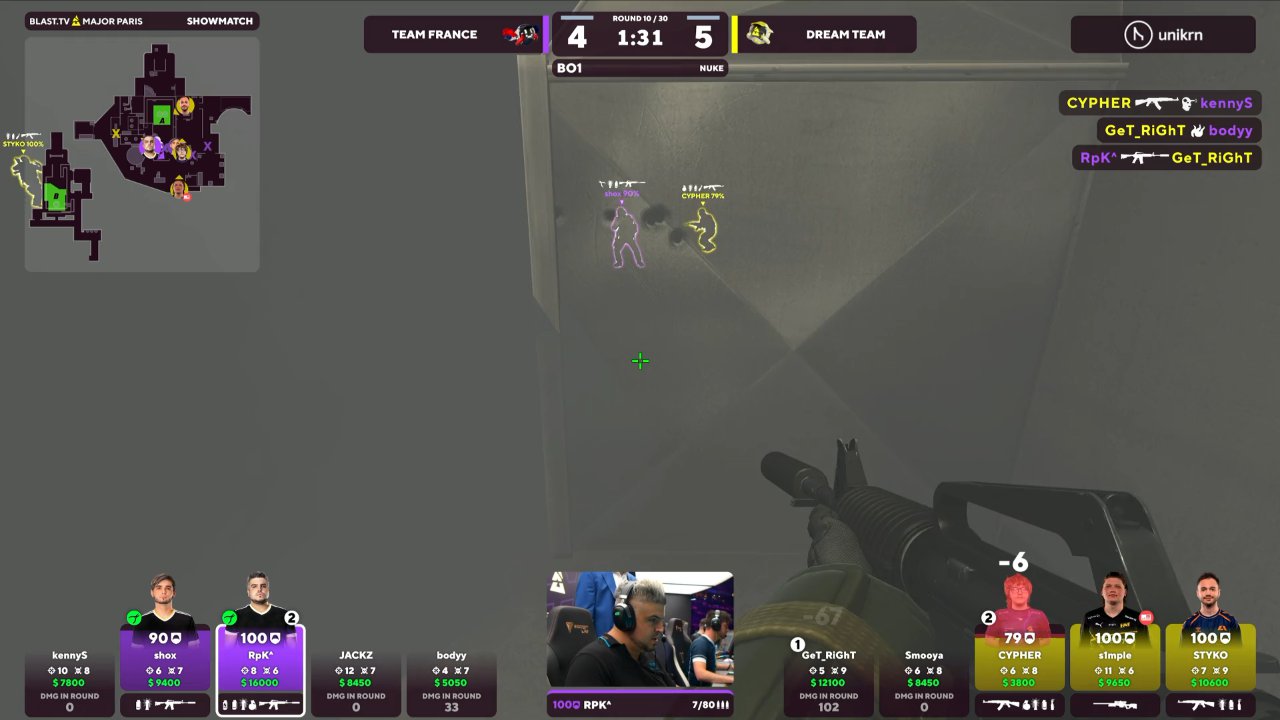 BLAST.TV MAJOR PARIS SHOWMATCH
TEAM FRANCE
4
ROUND 10 / 30
1:31
5
DREAM TEAM
BO1 NUKE
unikrn
CYPHER kennyS
GeT_RiGhT bodyy
RpK^ GeT_RiGhT
STYKO 100%
A
B
X
X
shox 90%
CYPHER 79%
-6
-67
kennyS
10 8
$ 7800
DMG IN ROUND
0
90
shox
6 7
$ 9400
2
100
RpK^
8 6
$ 16000
JACKZ
12 7
$ 8450
DMG IN ROUND
0
bodyy
4 7
$ 5050
DMG IN ROUND
33
100 RPK^ 7/80
1
GeT_RiGhT
5 9
$ 12100
DMG IN ROUND
102
Smooya
6 8
$ 8450
DMG IN ROUND
0
2
79
CYPHER
6 8
$ 3800
100
s1mple
11 6
$ 9650
100
STYKO
7 9
$ 10600